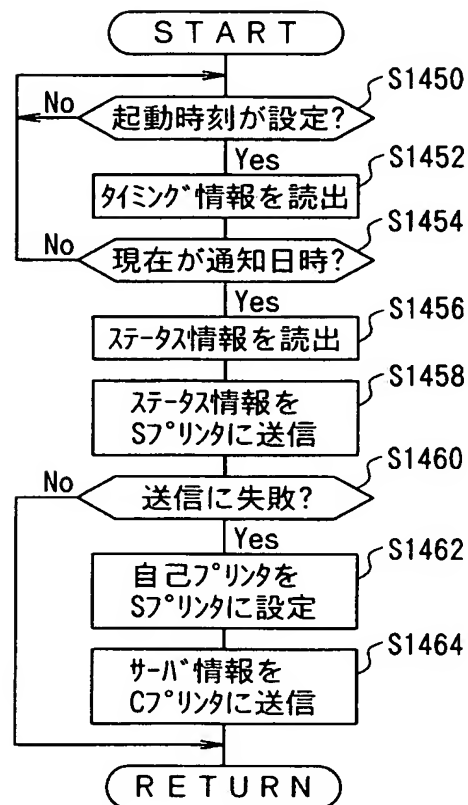 START
S1450
No
起動時刻が設定?
Yes
S1452
ﾀｲﾐﾝｸﾞ情報を読出
S1454
No
現在が通知日時?
Yes
S1456
ｽﾃｰﾀｽ情報を読出
S1458
ｽﾃｰﾀｽ情報を
Sﾌﾟﾘﾝﾀに送信
S1460
No
送信に失敗?
Yes
S1462
自己ﾌﾟﾘﾝﾀを
Sﾌﾟﾘﾝﾀに設定
S1464
ｻｰﾊﾞ情報を
Cﾌﾟﾘﾝﾀに送信
RETURN